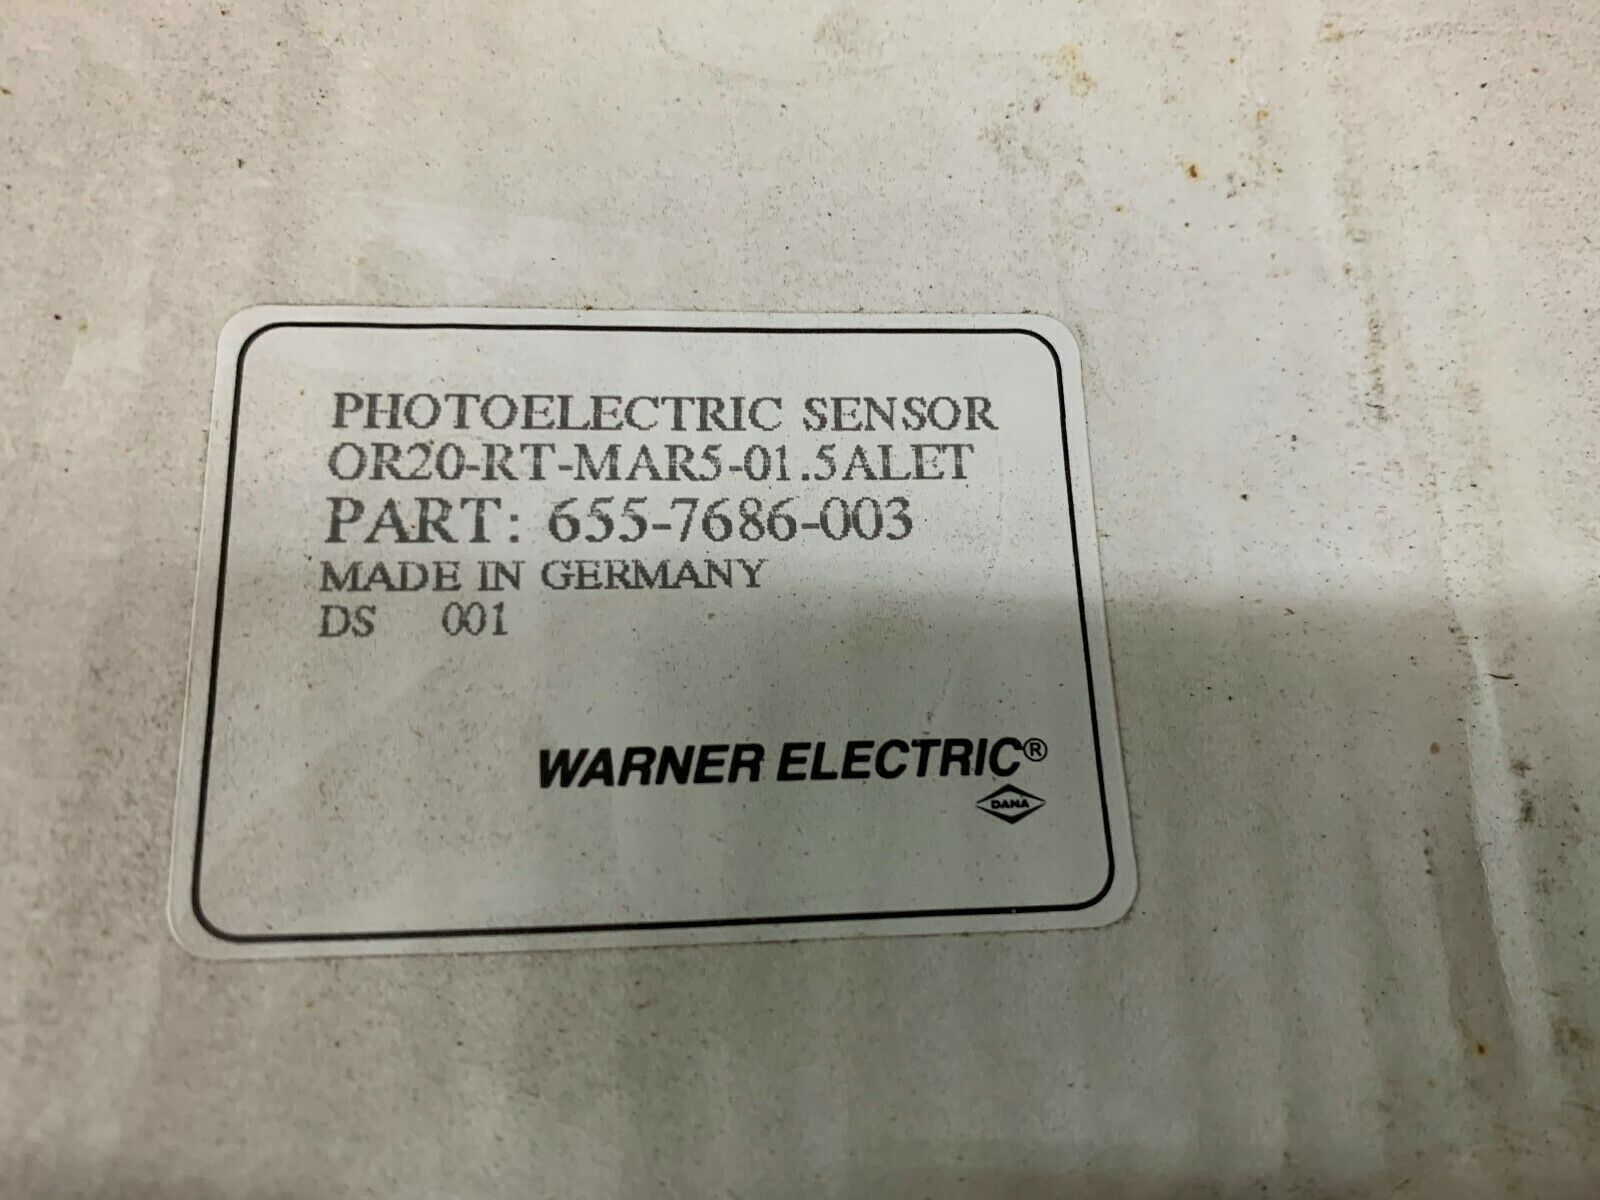 PHOTOELECTRIC SENSOR
OR20-RT-MAR5-01.5ALET
PART: 655-7686-003
MADE IN GERMANY
DS 001
WARNER ELECTRIC®
DANA